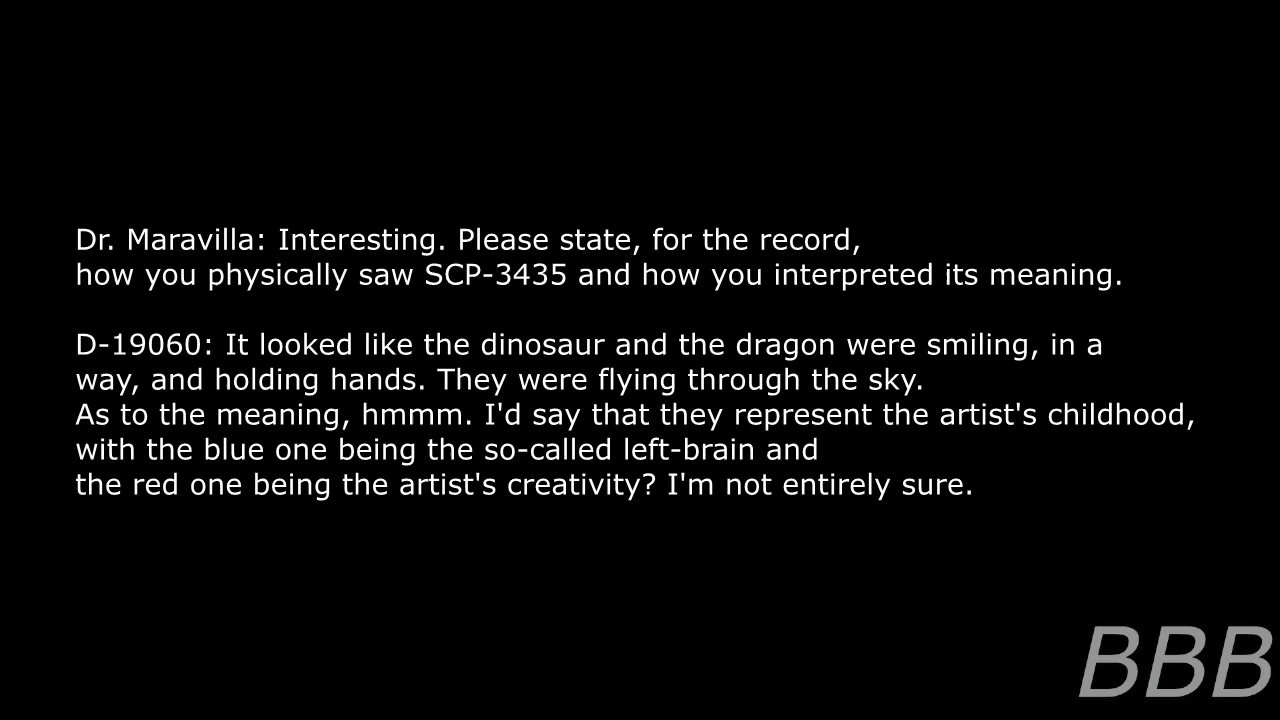 Dr. Maravilla: Interesting. Please state, for the record,
how you physically saw SCP-3435 and how you interpreted its meaning.
D-19060: It looked like the dinosaur and the dragon were smiling, in a
way, and holding hands. They were flying through the sky.
As to the meaning, hmmm. I'd say that they represent the artist's childhood,
with the blue one being the so-called left-brain and
the red one being the artist's creativity? I'm not entirely sure.
BBB